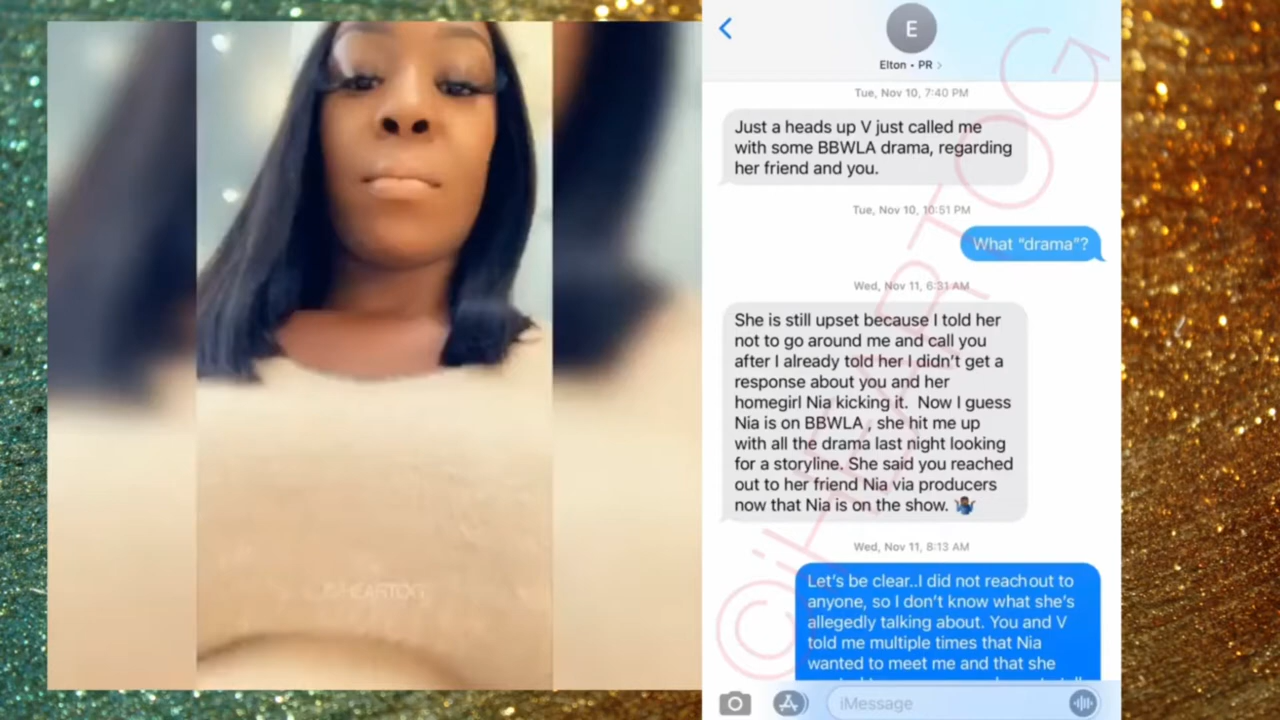 E
Elton • PR >
Tue, Nov 10, 7:40 PM
Just a heads up V just called me
with some BBWLA drama, regarding
her friend and you.
Tue, Nov 10, 10:51 PM
What “drama”?
Wed, Nov 11, 6:31 AM
She is still upset because I told her
not to go around me and call you
after I already told her I didn’t get a
response about you and her
homegirl Nia kicking it.  Now I guess
Nia is on BBWLA , she hit me up
with all the drama last night looking
for a storyline. She said you reached
out to her friend Nia via producers
now that Nia is on the show. 🤷🏾‍♂️
Wed, Nov 11, 8:13 AM
Let’s be clear..I did not reach out to
anyone, so I don’t know what she’s
allegedly talking about. You and V
told me multiple times that Nia
wanted to meet me and that she
iMessage
©iHEARTOG